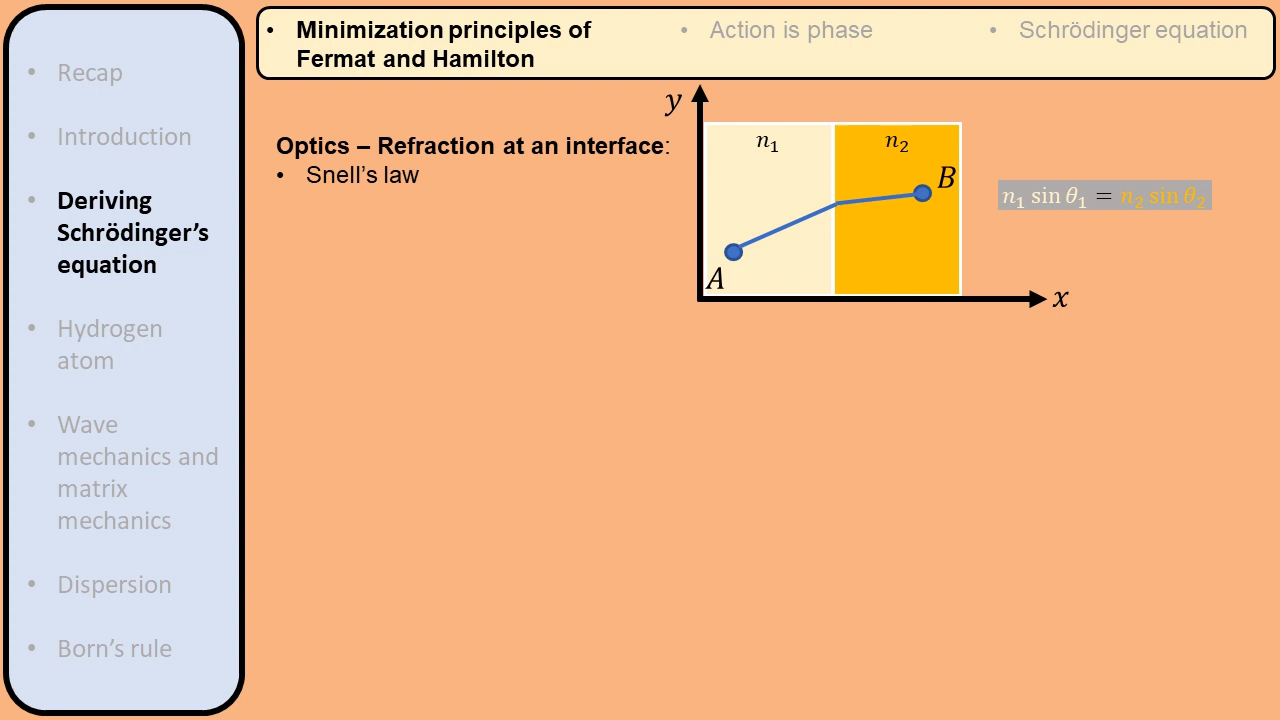 • Recap
• Introduction
• Deriving
Schrödinger’s
equation
• Hydrogen
atom
• Wave
mechanics and
matrix
mechanics
• Dispersion
• Born’s rule
• Minimization principles of
Fermat and Hamilton
• Action is phase
• Schrödinger equation
Optics – Refraction at an interface:
• Snell’s law
y
n₁
n₂
B
A
x
n₁ sin θ₁ = n₂ sin θ₂